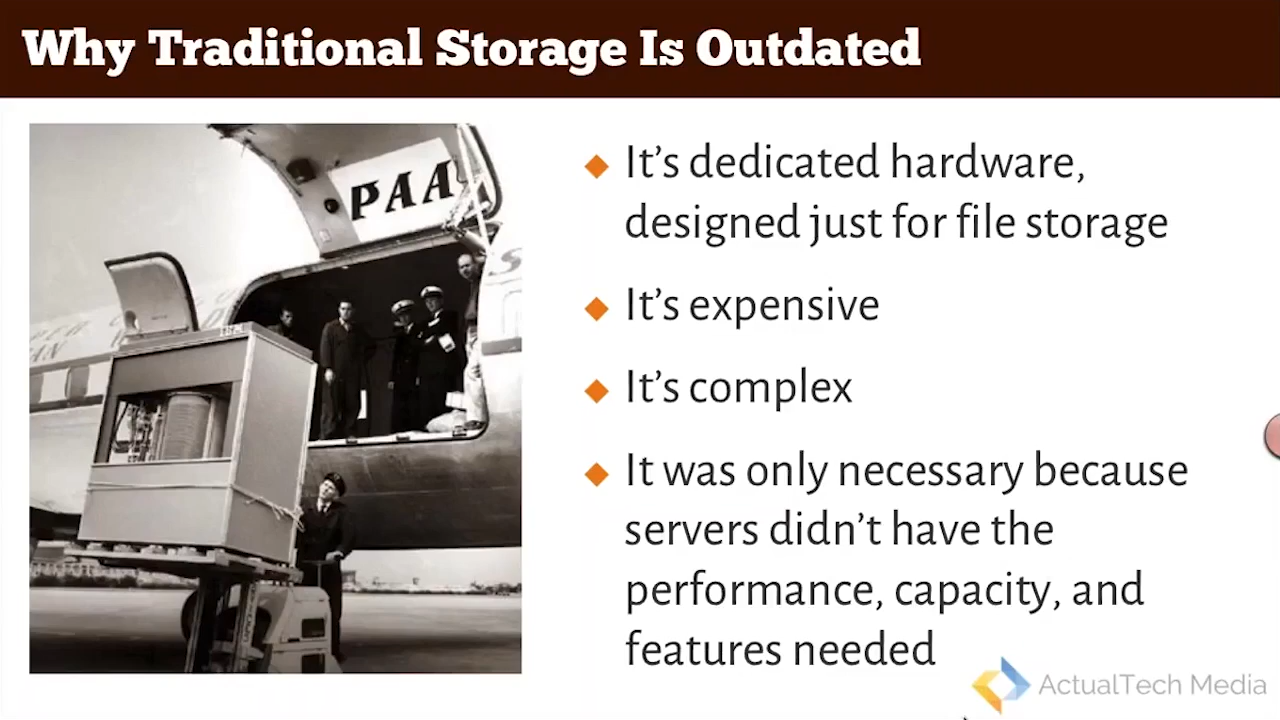 Why Traditional Storage Is Outdated
PAA
IBM
It’s dedicated hardware,
designed just for file storage
It’s expensive
It’s complex
It was only necessary because
servers didn’t have the
performance, capacity, and
features needed
ActualTech Media